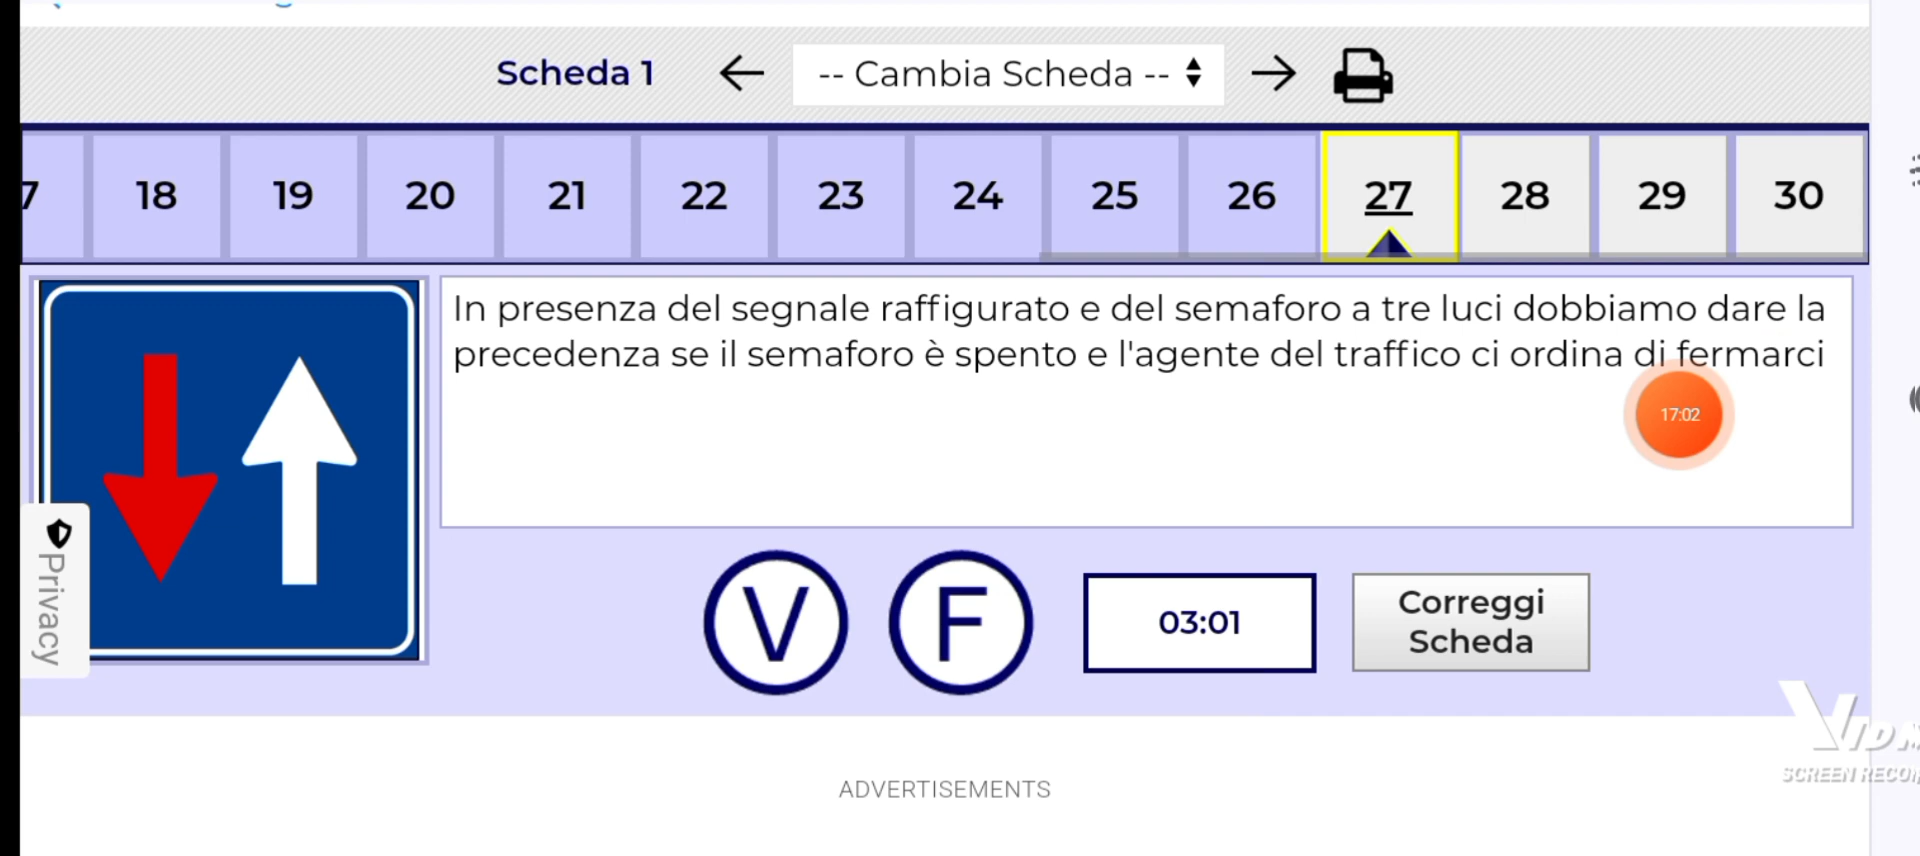 Scheda 1
-- Cambia Scheda --
7 18 19 20 21 22 23 24 25 26 27 28 29 30
In presenza del segnale raffigurato e del semaforo a tre luci dobbiamo dare la
precedenza se il semaforo è spento e l'agente del traffico ci ordina di fermarci
17:02
Privacy
V F 03:01 Correggi
Scheda
SCREEN
ADVERTISEMENTS